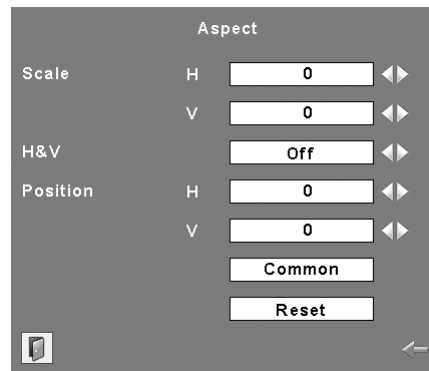 Aspect
Scale H 0
V 0
H&V Off
Position H 0
V 0
Common
Reset